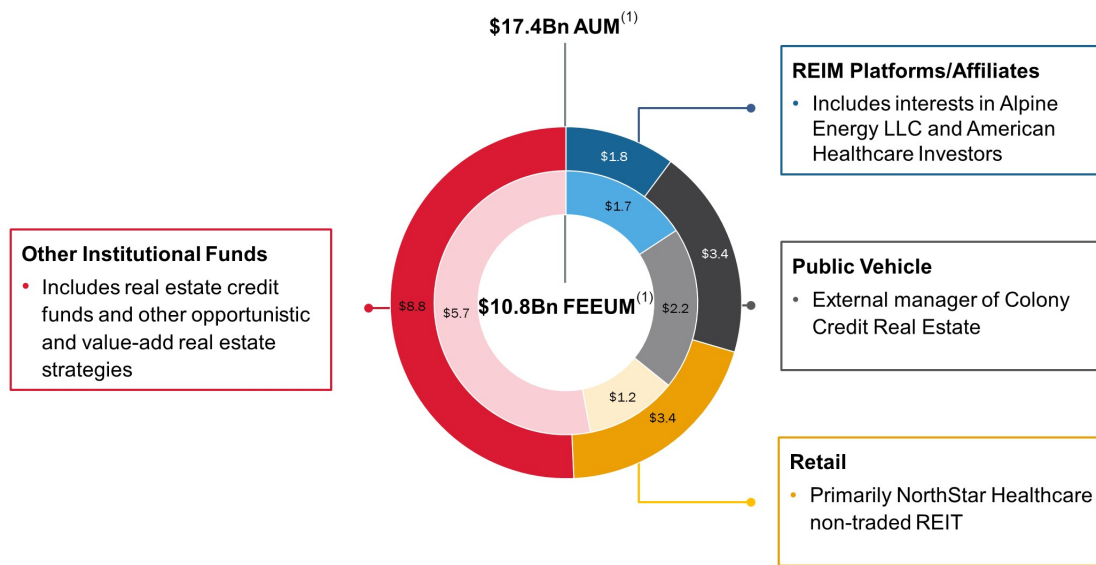 $17.4Bn AUM(1)
REIM Platforms/Affiliates
• Includes interests in Alpine
Energy LLC and American
Healthcare Investors
$1.8
$1.7
$3.4
Other Institutional Funds
• Includes real estate credit
funds and other opportunistic
and value-add real estate
strategies
Public Vehicle
• External manager of Colony
Credit Real Estate
$8.8
$5.7
$10.8Bn FEEUM(1)
$2.2
$1.2
$3.4
Retail
• Primarily NorthStar Healthcare
non-traded REIT